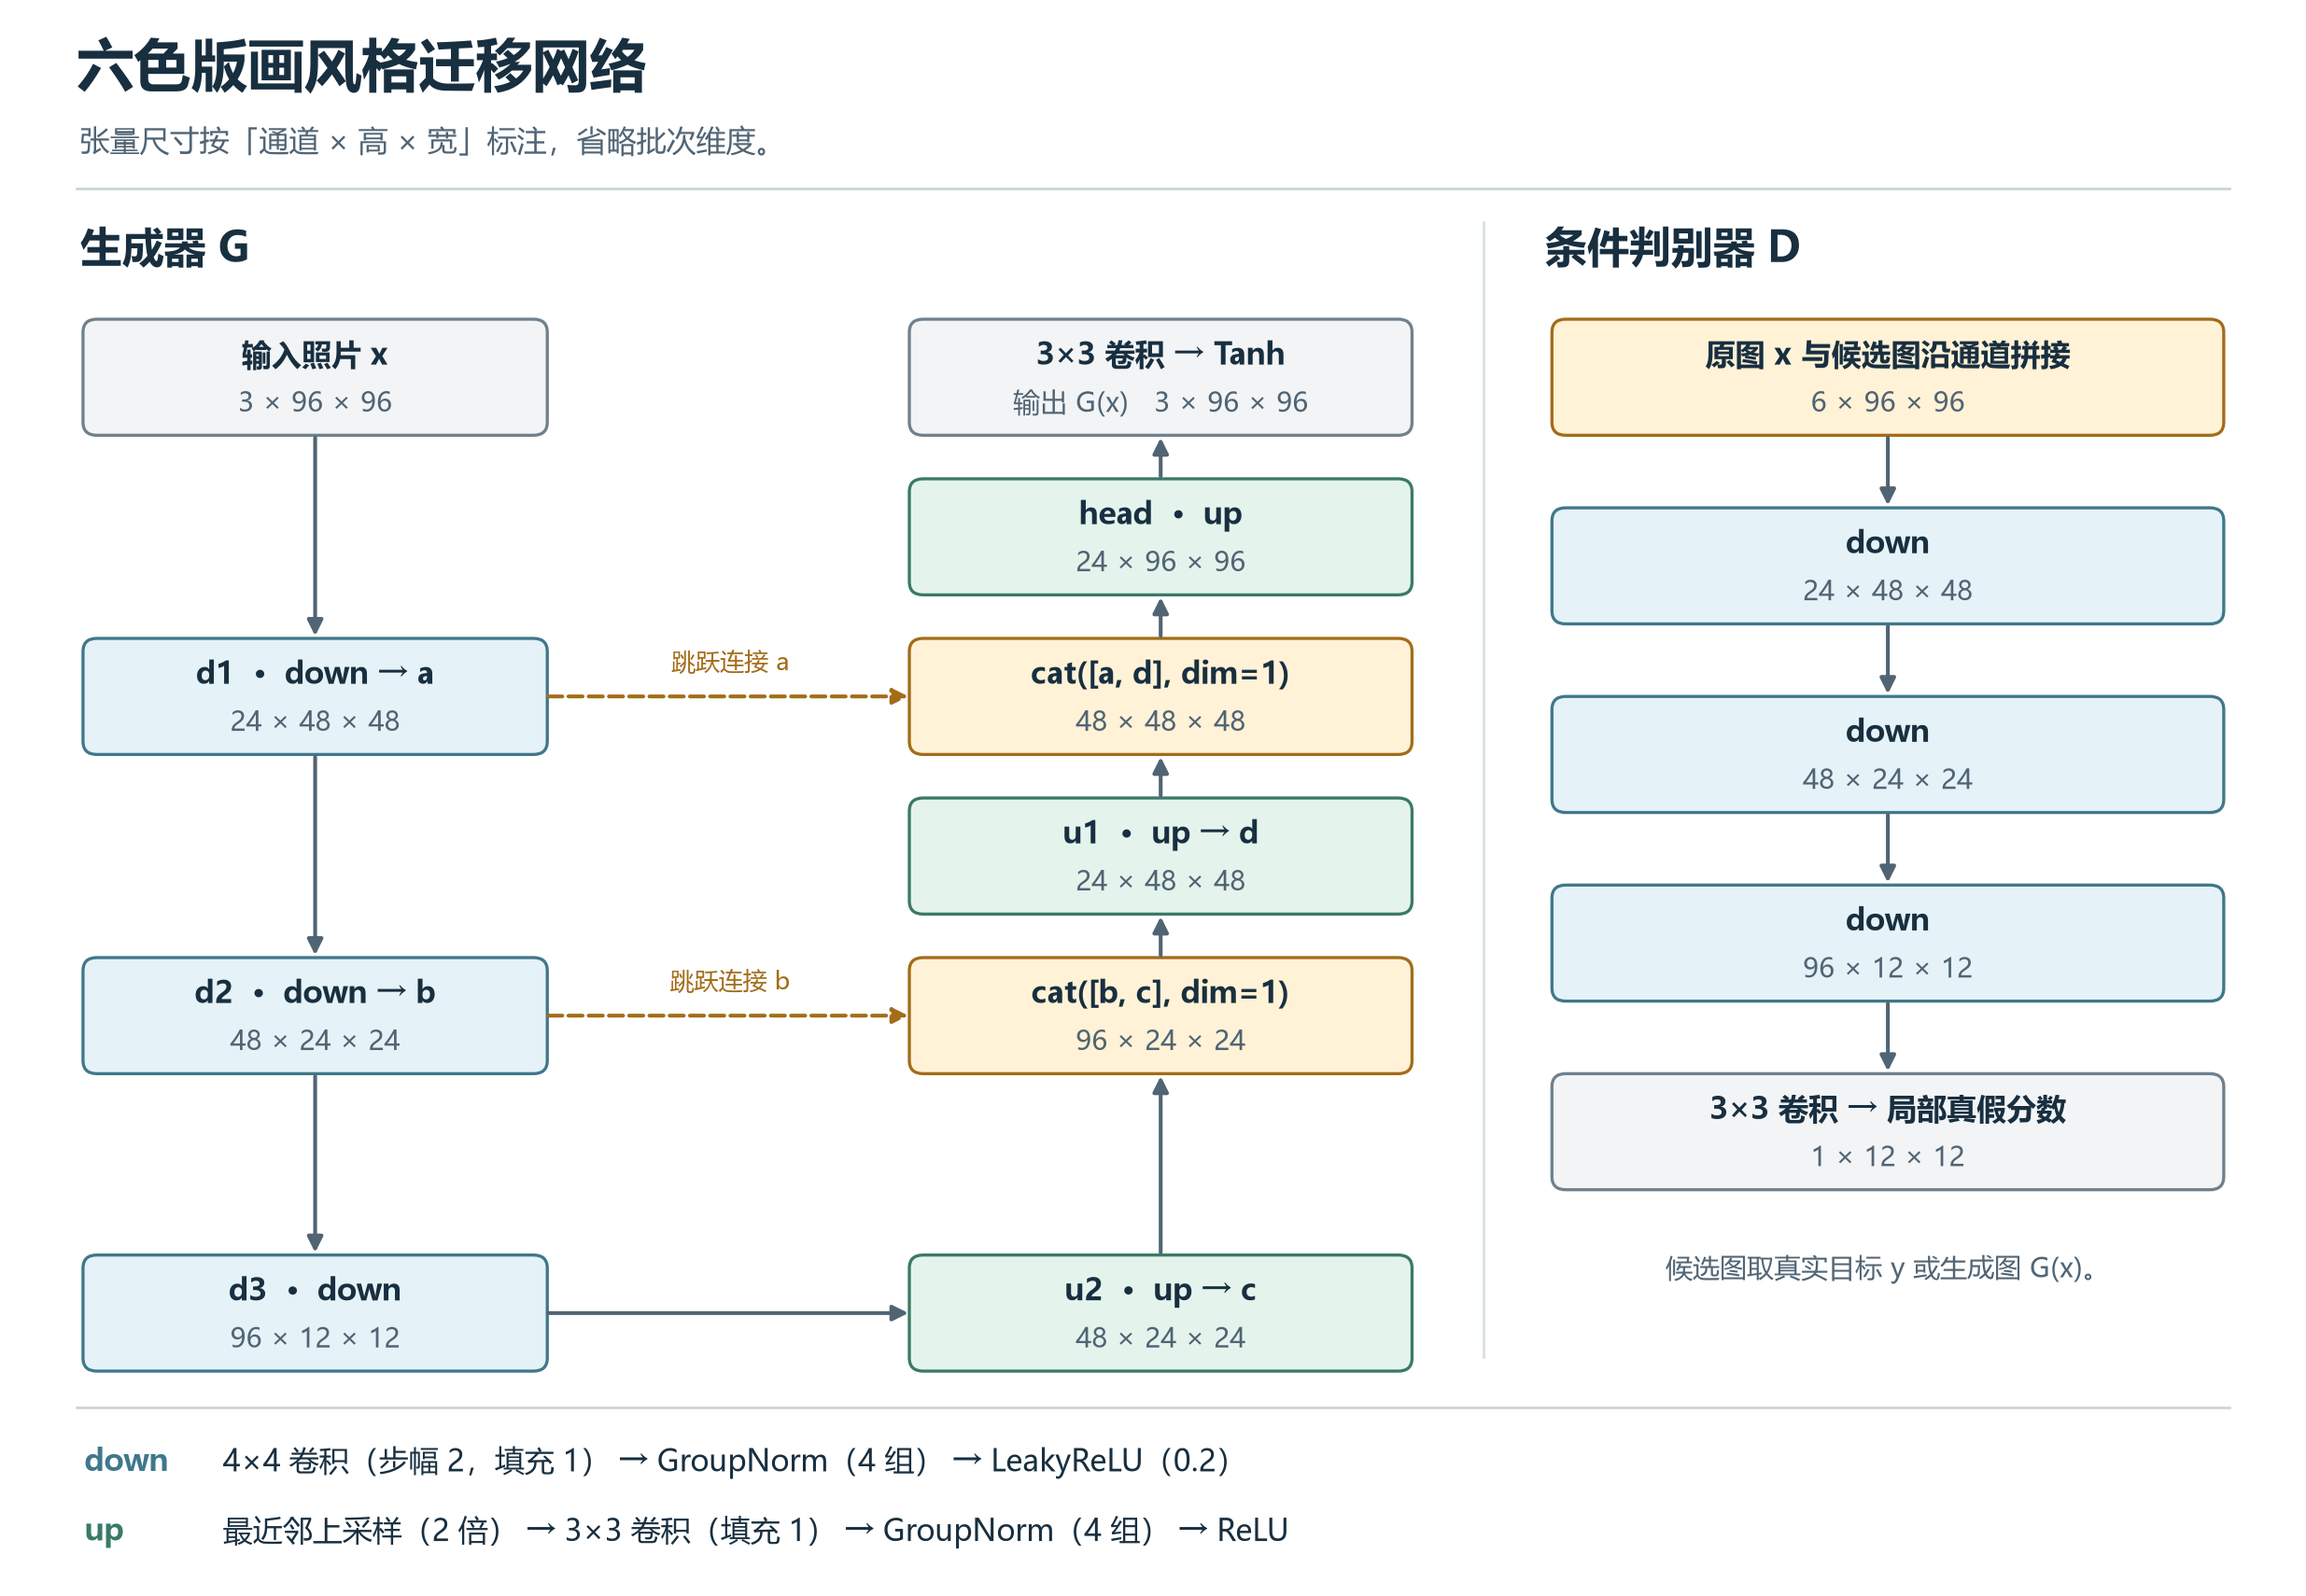 六色版画风格迁移网络
张量尺寸按「通道 × 高 × 宽」标注，省略批次维度。
生成器 G
输入照片 x
3 × 96 × 96
d1 • down → a
24 × 48 × 48
d2 • down → b
48 × 24 × 24
d3 • down
96 × 12 × 12
跳跃连接 a
跳跃连接 b
3×3 卷积 → Tanh
输出 G(x) 3 × 96 × 96
head • up
24 × 96 × 96
cat([a, d], dim=1)
48 × 48 × 48
u1 • up → d
24 × 48 × 48
cat([b, c], dim=1)
96 × 24 × 24
u2 • up → c
48 × 24 × 24
条件判别器 D
原图 x 与候选图沿通道拼接
6 × 96 × 96
down
24 × 48 × 48
down
48 × 24 × 24
down
96 × 12 × 12
3×3 卷积 → 局部真假分数
1 × 12 × 12
候选图取真实目标 y 或生成图 G(x)。
down 4×4 卷积（步幅 2，填充 1） → GroupNorm（4 组） → LeakyReLU（0.2）
up 最近邻上采样（2 倍） → 3×3 卷积（填充 1） → GroupNorm（4 组） → ReLU